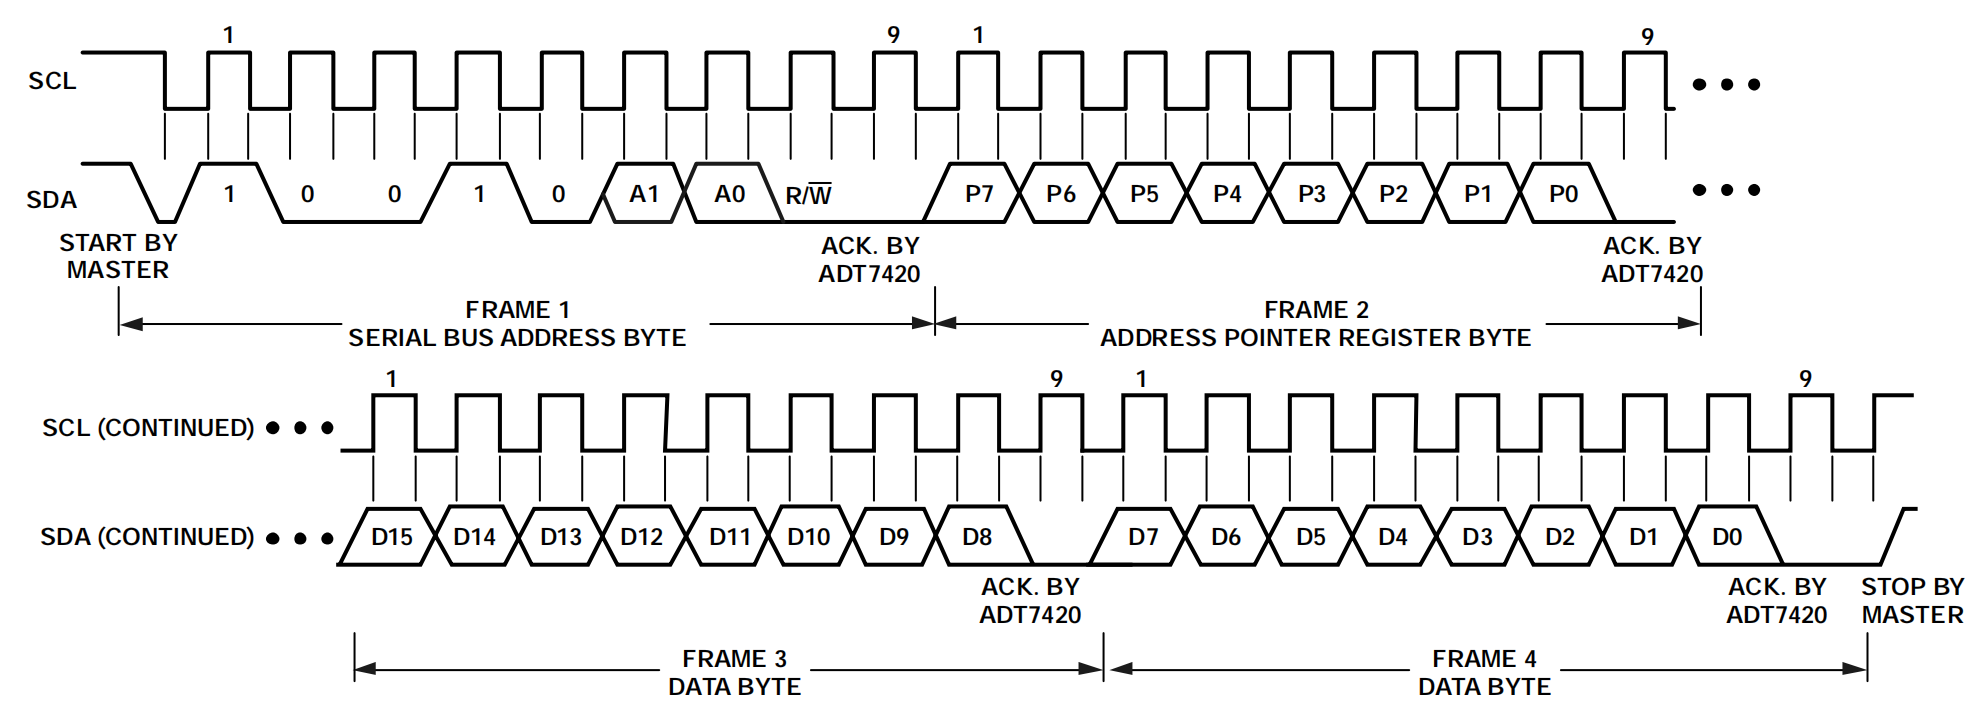 1 9 1 9
SCL
SDA 1 0 0 1 0 A1 A0 R/W̅ P7 P6 P5 P4 P3 P2 P1 P0
START BY
MASTER
ACK. BY
ADT7420
ACK. BY
ADT7420
FRAME 1
SERIAL BUS ADDRESS BYTE
FRAME 2
ADDRESS POINTER REGISTER BYTE
1 9 1 9
SCL (CONTINUED)
SDA (CONTINUED) D15 D14 D13 D12 D11 D10 D9 D8 D7 D6 D5 D4 D3 D2 D1 D0
ACK. BY
ADT7420
ACK. BY
ADT7420
STOP BY
MASTER
FRAME 3
DATA BYTE
FRAME 4
DATA BYTE